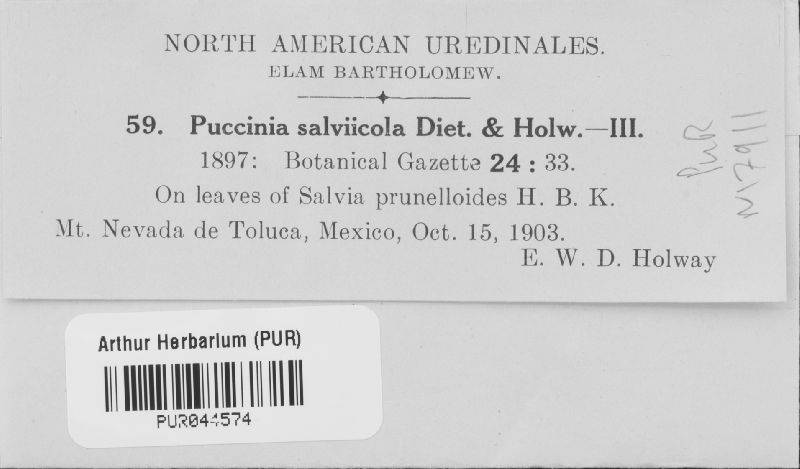 NORTH AMERICAN UREDINALES.
ELAM BARTHOLOMEW.
59. Puccinia salviicola Diet. & Holw.—III.
1897: Botanical Gazette 24 : 33.
On leaves of Salvia prunelloides H. B. K.
Mt. Nevada de Toluca, Mexico, Oct. 15, 1903.
E. W. D. Holway
PUR
N17911
Arthur Herbarium (PUR)
PUR044574